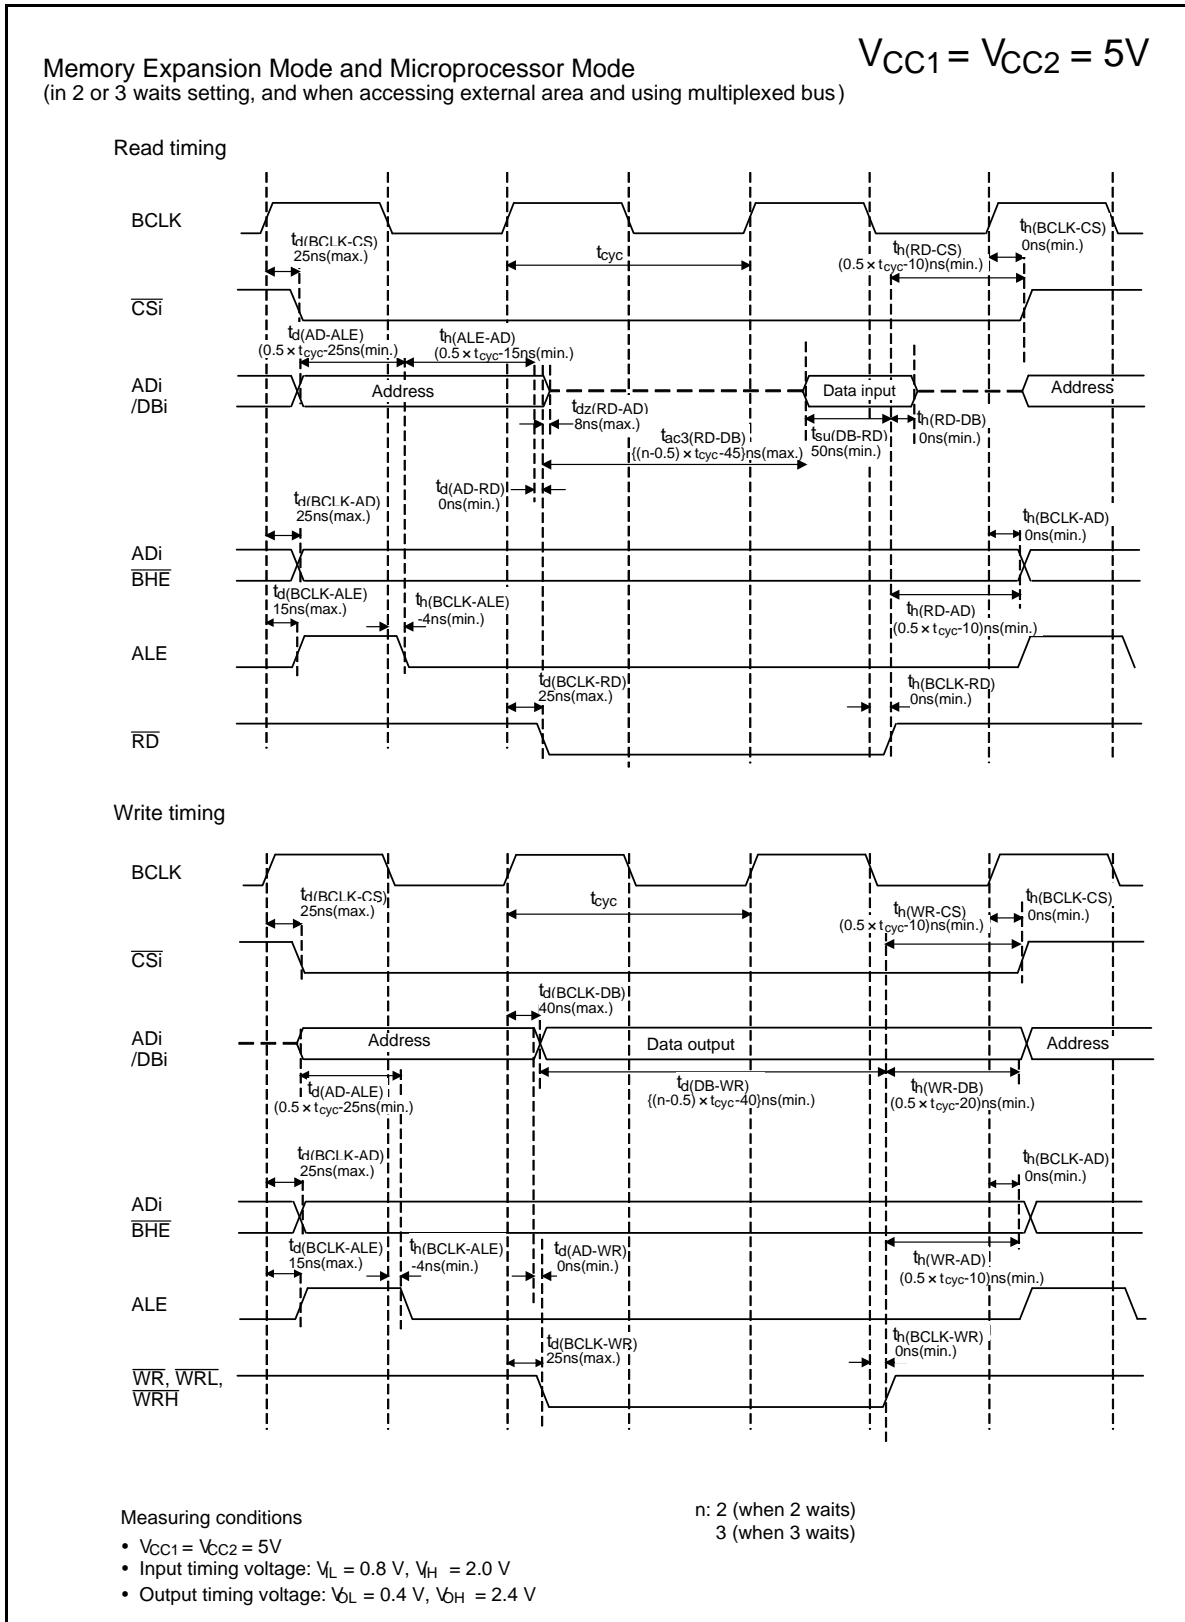 VCC1 = VCC2 = 5V
Memory Expansion Mode and Microprocessor Mode
(in 2 or 3 waits setting, and when accessing external area and using multiplexed bus)
Read timing
BCLK
td(BCLK-CS)
25ns(max.)
tcyc
th(RD-CS)
(0.5 × tcyc-10)ns(min.)
th(BCLK-CS)
0ns(min.)
CSi
td(AD-ALE)
(0.5 × tcyc-25ns(min.)
th(ALE-AD)
(0.5 × tcyc-15ns(min.)
ADi
/DBi
Address
Data input
Address
tdz(RD-AD)
8ns(max.)
tac3(RD-DB)
{(n-0.5) × tcyc-45}ns(max.)
tsu(DB-RD)
50ns(min.)
th(RD-DB)
0ns(min.)
td(AD-RD)
0ns(min.)
td(BCLK-AD)
25ns(max.)
th(BCLK-AD)
0ns(min.)
ADi
BHE
td(BCLK-ALE)
15ns(max.)
th(BCLK-ALE)
-4ns(min.)
th(RD-AD)
(0.5 × tcyc-10)ns(min.)
ALE
td(BCLK-RD)
25ns(max.)
th(BCLK-RD)
0ns(min.)
RD
Write timing
BCLK
td(BCLK-CS)
25ns(max.)
tcyc
th(WR-CS)
(0.5 × tcyc-10)ns(min.)
th(BCLK-CS)
0ns(min.)
CSi
td(BCLK-DB)
40ns(max.)
ADi
/DBi
Address
Data output
Address
td(AD-ALE)
(0.5 × tcyc-25ns(min.)
td(DB-WR)
{(n-0.5) × tcyc-40}ns(min.)
th(WR-DB)
(0.5 × tcyc-20)ns(min.)
td(BCLK-AD)
25ns(max.)
th(BCLK-AD)
0ns(min.)
ADi
BHE
td(BCLK-ALE)
15ns(max.)
th(BCLK-ALE)
-4ns(min.)
td(AD-WR)
0ns(min.)
th(WR-AD)
(0.5 × tcyc-10)ns(min.)
ALE
td(BCLK-WR)
25ns(max.)
th(BCLK-WR)
0ns(min.)
WR, WRL,
WRH
Measuring conditions
• VCC1 = VCC2 = 5V
• Input timing voltage: VIL = 0.8 V, VIH = 2.0 V
• Output timing voltage: VOL = 0.4 V, VOH = 2.4 V
n: 2 (when 2 waits)
3 (when 3 waits)